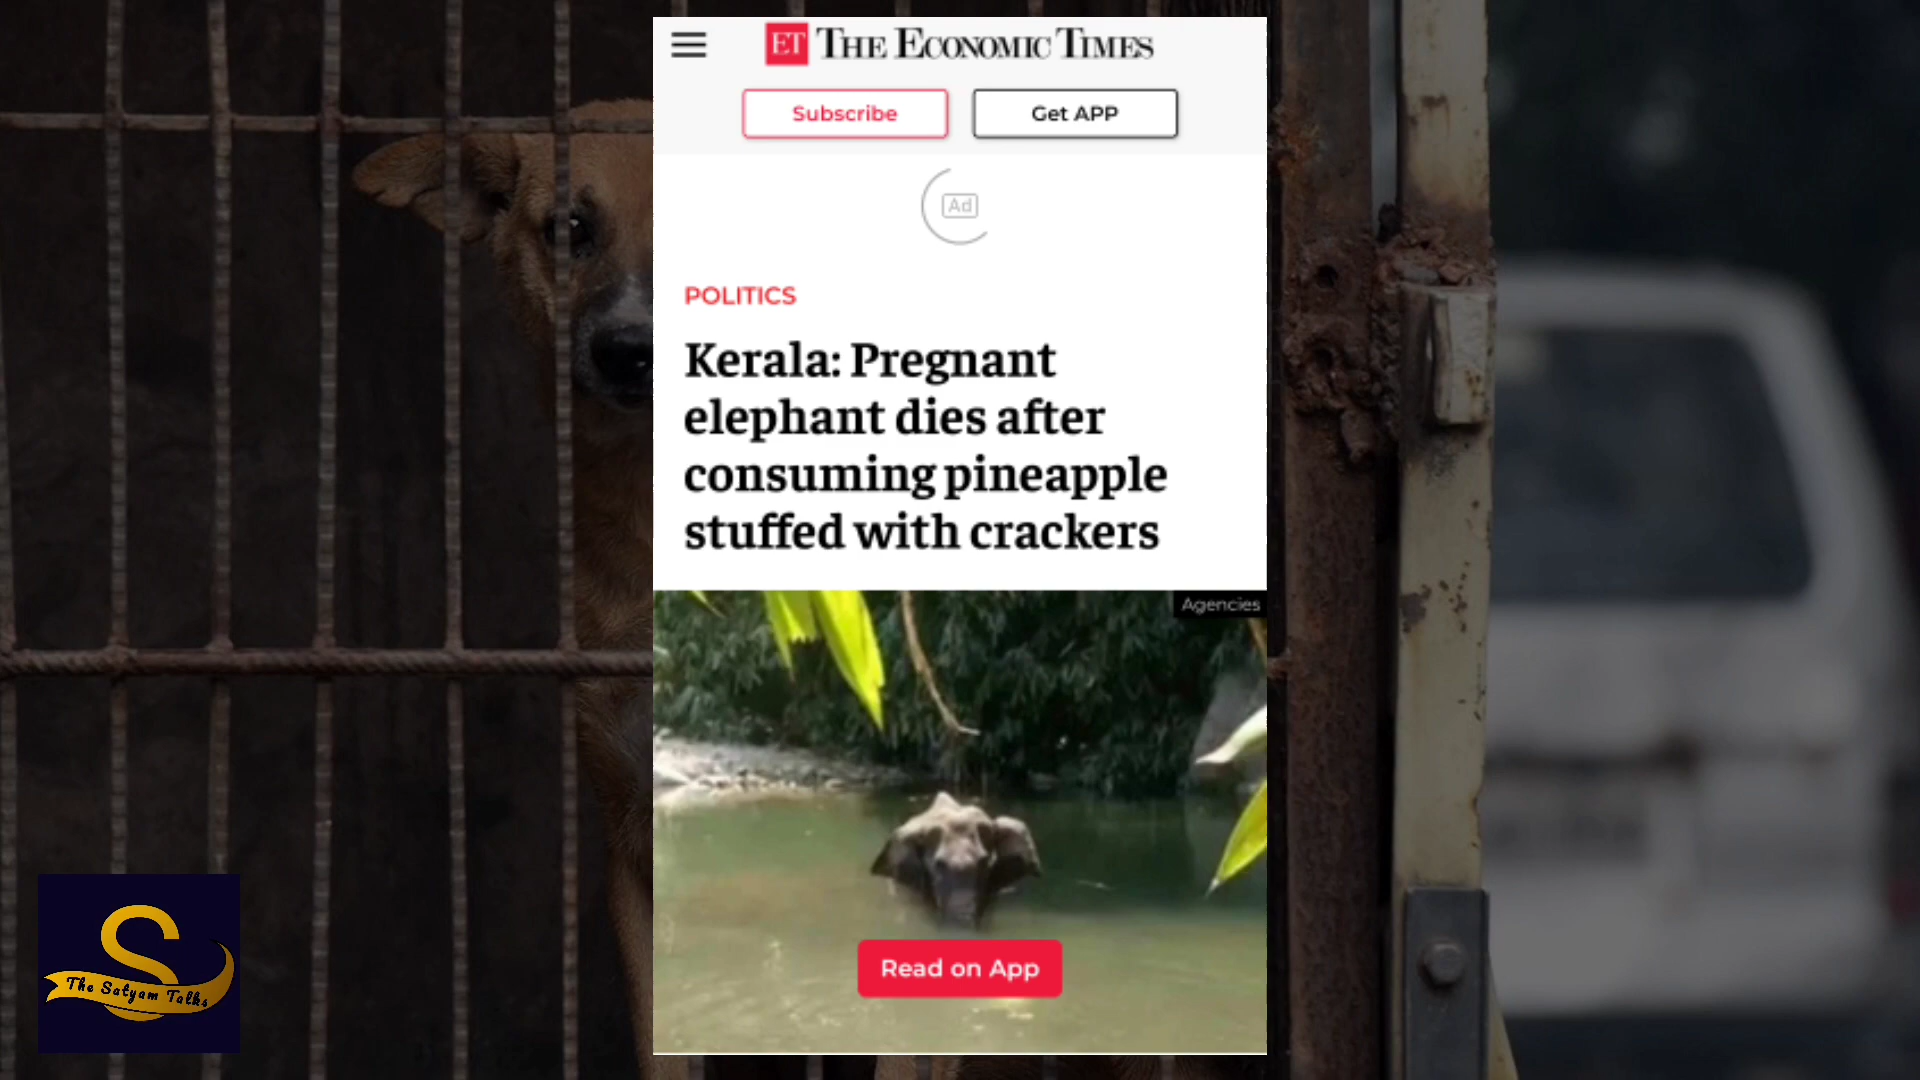 ET THE ECONOMIC TIMES
Subscribe
Get APP
Ad
POLITICS
Kerala: Pregnant
elephant dies after
consuming pineapple
stuffed with crackers
Agencies
Read on App
The Satyam Talks